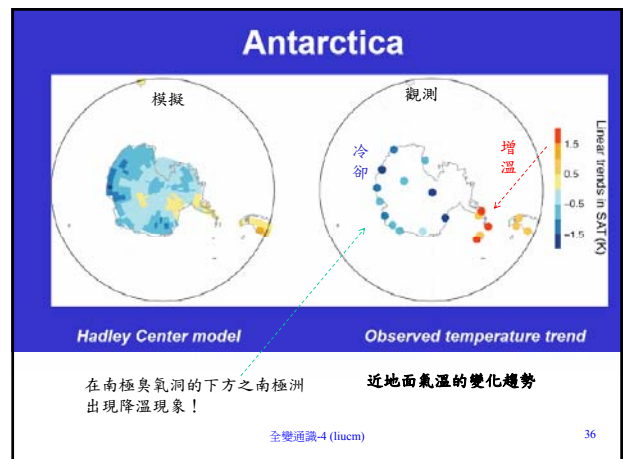 Antarctica
模擬
觀測
冷
卻
增
溫
Linear trends in SAT (K)
1.5
0.5
−0.5
−1.5
Hadley Center model
Observed temperature trend
在南極臭氧洞的下方之南極洲
出現降溫現象！
近地面氣溫的變化趨勢
全變通識-4 (liucm)
36